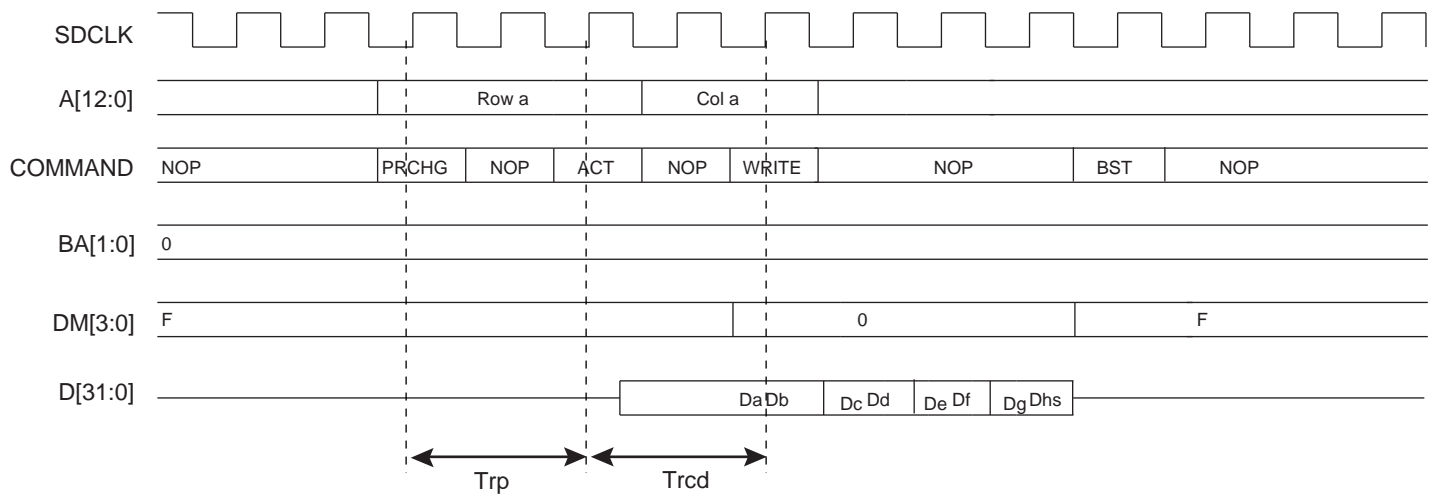 SDCLK
A[12:0] Row a Col a
COMMAND NOP PRCHG NOP ACT NOP WRITE NOP BST NOP
BA[1:0] 0
DM[3:0] F 0 F
D[31:0] Da Db Dc Dd De Df Dg Dhs
Trp Trcd